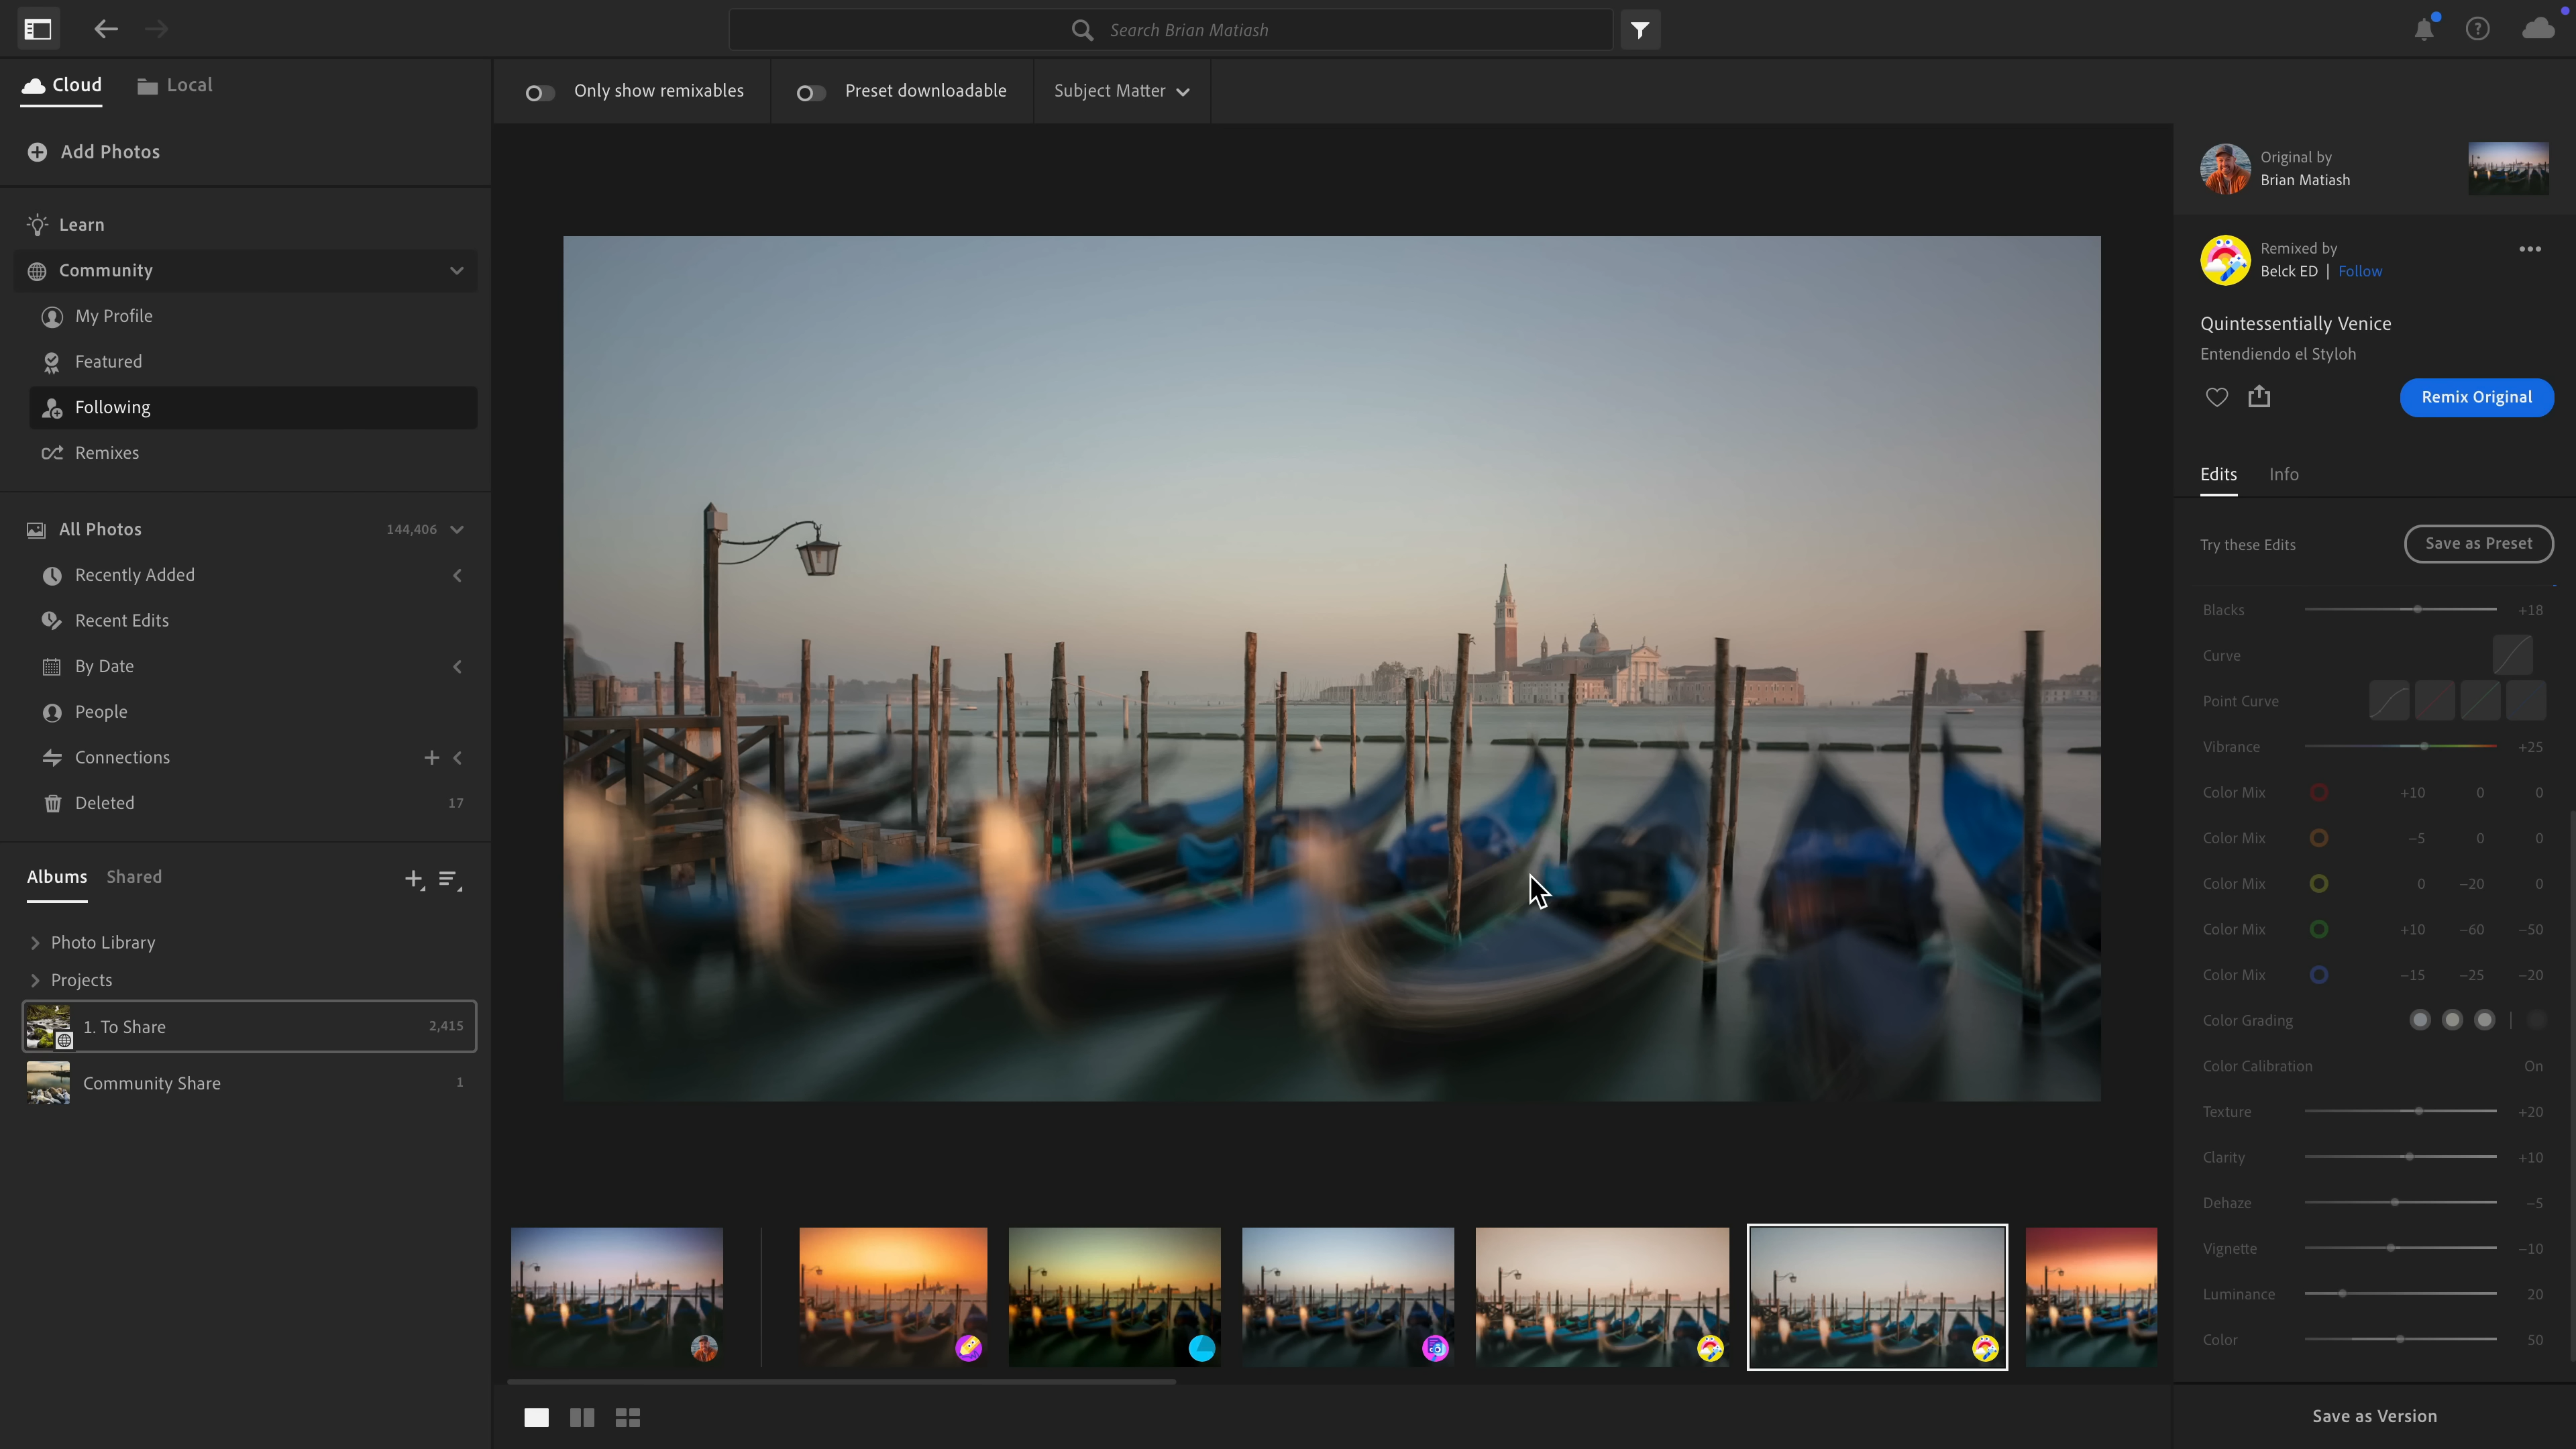 Search Brian Matiash
Cloud
Local
Only show remixables
Preset downloadable
Subject Matter
Add Photos
Learn
Community
My Profile
Featured
Following
Remixes
All Photos
144,406
Recently Added
Recent Edits
By Date
People
Connections
Deleted
17
Albums
Shared
Photo Library
Projects
1. To Share
2,415
Community Share
1
Original by
Brian Matiash
Remixed by
Belck ED | Follow
Quintessentially Venice
Entendiendo el Styloh
Remix Original
Edits
Info
Try these Edits
Save as Preset
Blacks +18
Curve
Point Curve
Vibrance +25
Color Mix +10 0 0
Color Mix −5 0 0
Color Mix 0 −20 0
Color Mix +10 −60 −50
Color Mix −15 −25 −20
Color Grading
Color Calibration On
Texture +20
Clarity +10
Dehaze −5
Vignette −10
Luminance 20
Color 50
Save as Version